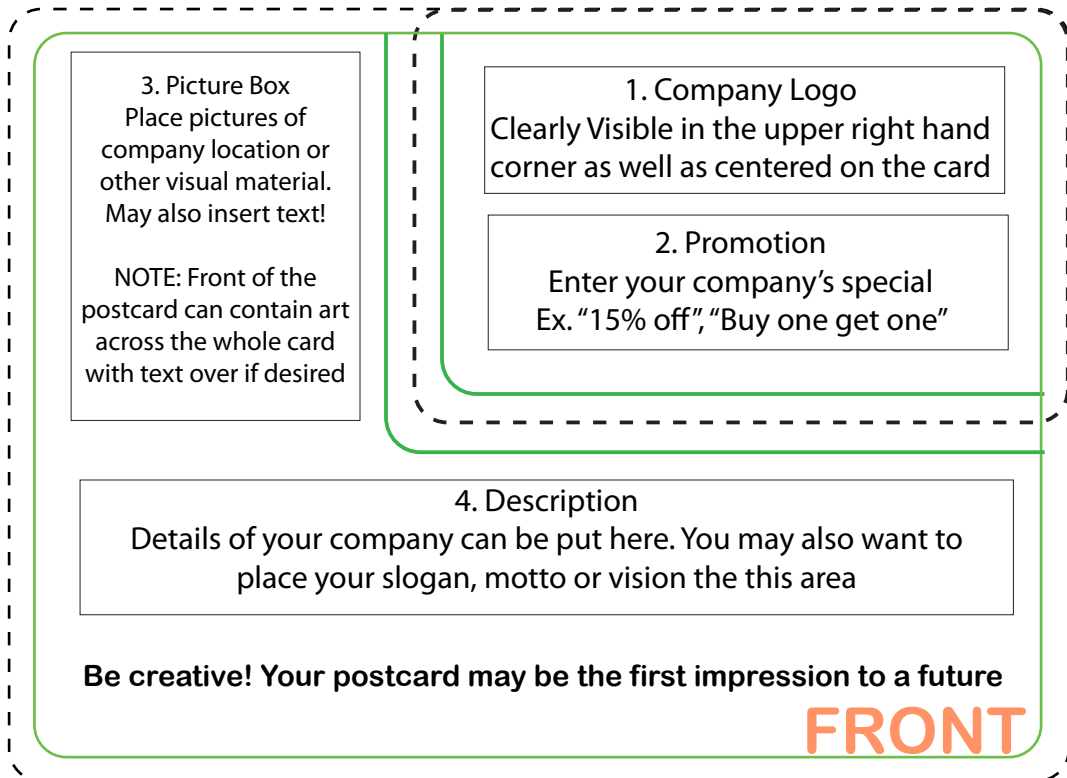 3. Picture Box
Place pictures of
company location or
other visual material.
May also insert text!
NOTE: Front of the
postcard can contain art
across the whole card
with text over if desired
1. Company Logo
Clearly Visible in the upper right hand
corner as well as centered on the card
2. Promotion
Enter your company’s special
Ex. “15% off”, “Buy one get one”
4. Description
Details of your company can be put here. You may also want to
place your slogan, motto or vision the this area
Be creative! Your postcard may be the first impression to a future
FRONT